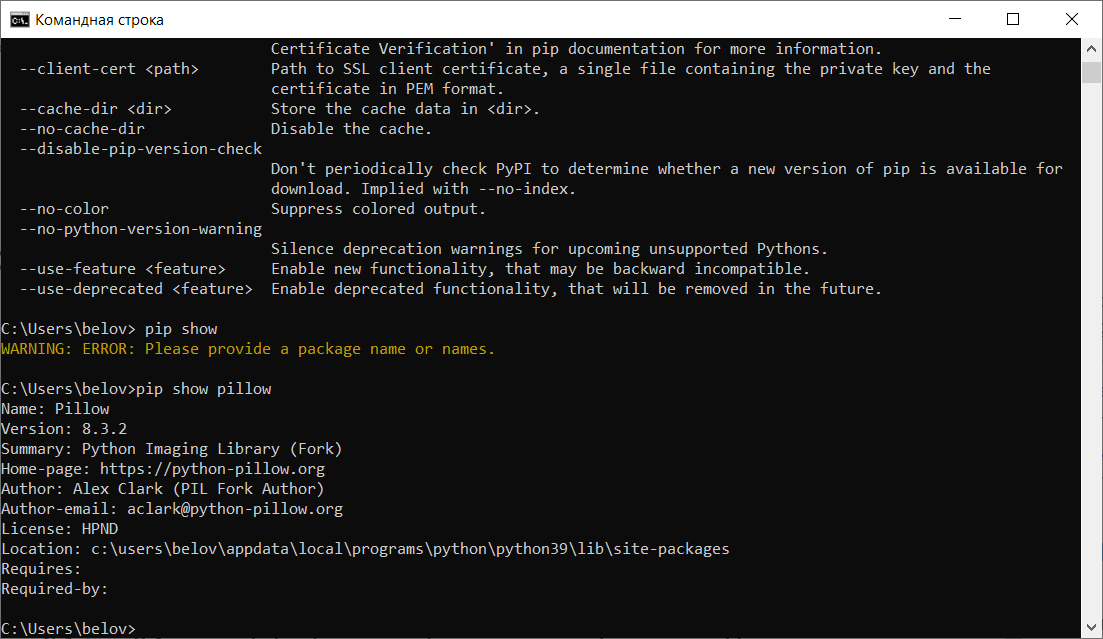 Командная строка
Certificate Verification' in pip documentation for more information.
--client-cert <path> Path to SSL client certificate, a single file containing the private key and the
certificate in PEM format.
--cache-dir <dir> Store the cache data in <dir>.
--no-cache-dir Disable the cache.
--disable-pip-version-check
Don't periodically check PyPI to determine whether a new version of pip is available for
download. Implied with --no-index.
--no-color Suppress colored output.
--no-python-version-warning
Silence deprecation warnings for upcoming unsupported Pythons.
--use-feature <feature> Enable new functionality, that may be backward incompatible.
--use-deprecated <feature> Enable deprecated functionality, that will be removed in the future.
C:\Users\belov> pip show
WARNING: ERROR: Please provide a package name or names.
C:\Users\belov>pip show pillow
Name: Pillow
Version: 8.3.2
Summary: Python Imaging Library (Fork)
Home-page: https://python-pillow.org
Author: Alex Clark (PIL Fork Author)
Author-email: aclark@python-pillow.org
License: HPND
Location: c:\users\belov\appdata\local\programs\python\python39\lib\site-packages
Requires:
Required-by:
C:\Users\belov>